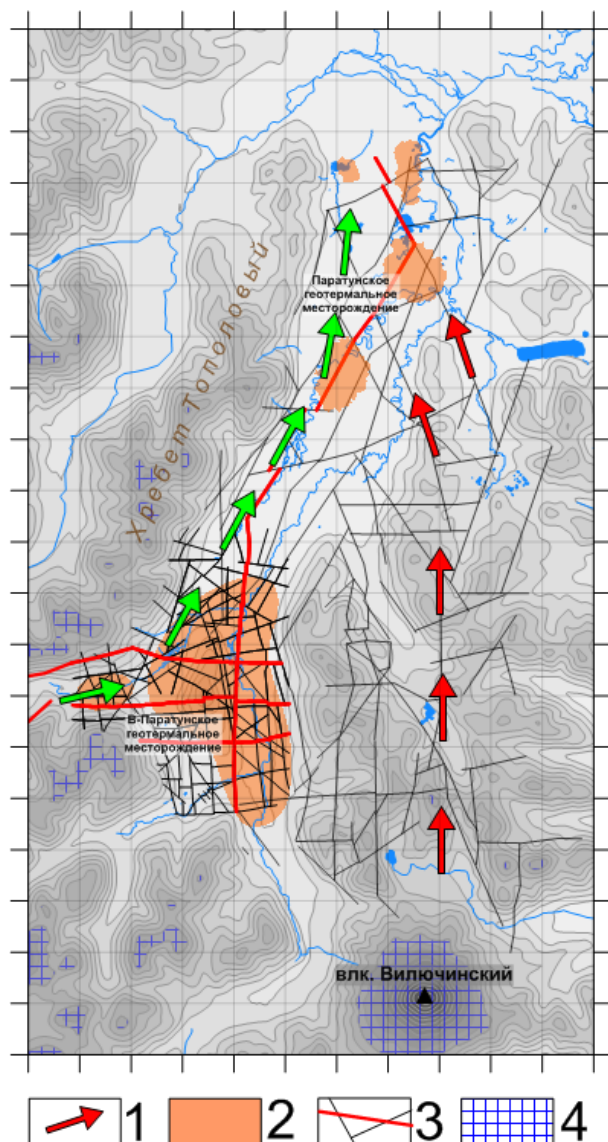 Хребет Тополовый
Паратунское
геотермальное
месторождение
В-Паратунское
геотермальное
месторождение
влк. Вилючинский
1 2 3 4